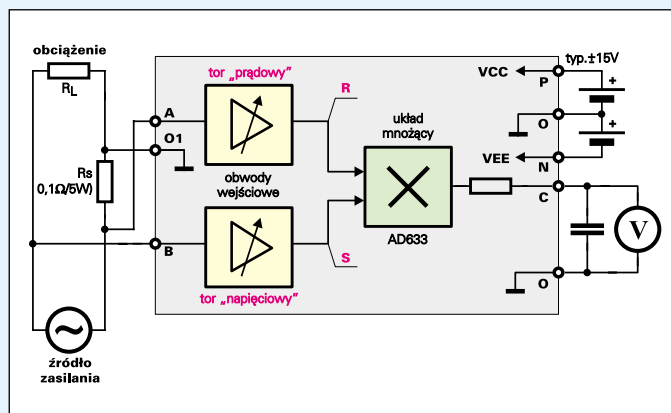 obciążenie
RL
Rs
0,1Ω/5W)
źródło
zasilania
A
O1
B
tor „prądowy”
obwody
wejściowe
tor „napięciowy”
R
S
układ
mnożący
AD633
VCC
P
O
VEE
N
C
O
typ.±15V
+
+
V